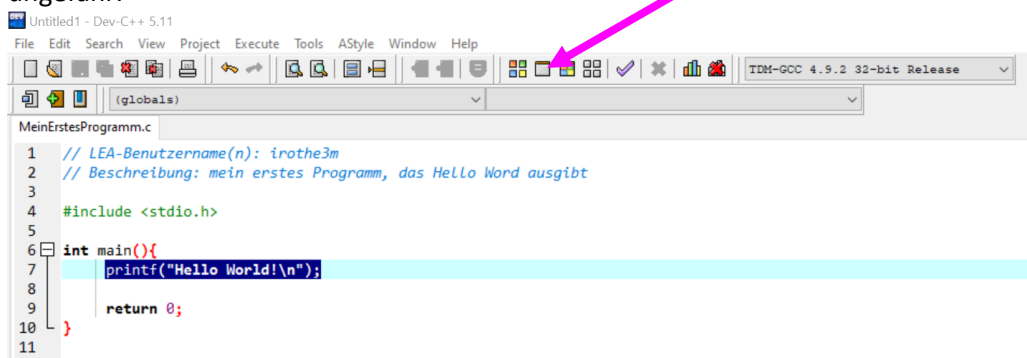 Untitled1 - Dev-C++ 5.11
File Edit Search View Project Execute Tools AStyle Window Help
TDM-GCC 4.9.2 32-bit Release
(globals)
MeinErstesProgramm.c
1 // LEA-Benutzername(n): irothe3m
2 // Beschreibung: mein erstes Programm, das Hello Word ausgibt
3
4 #include <stdio.h>
5
6 int main(){
7 printf("Hello World!\n");
8
9 return 0;
10 }
11